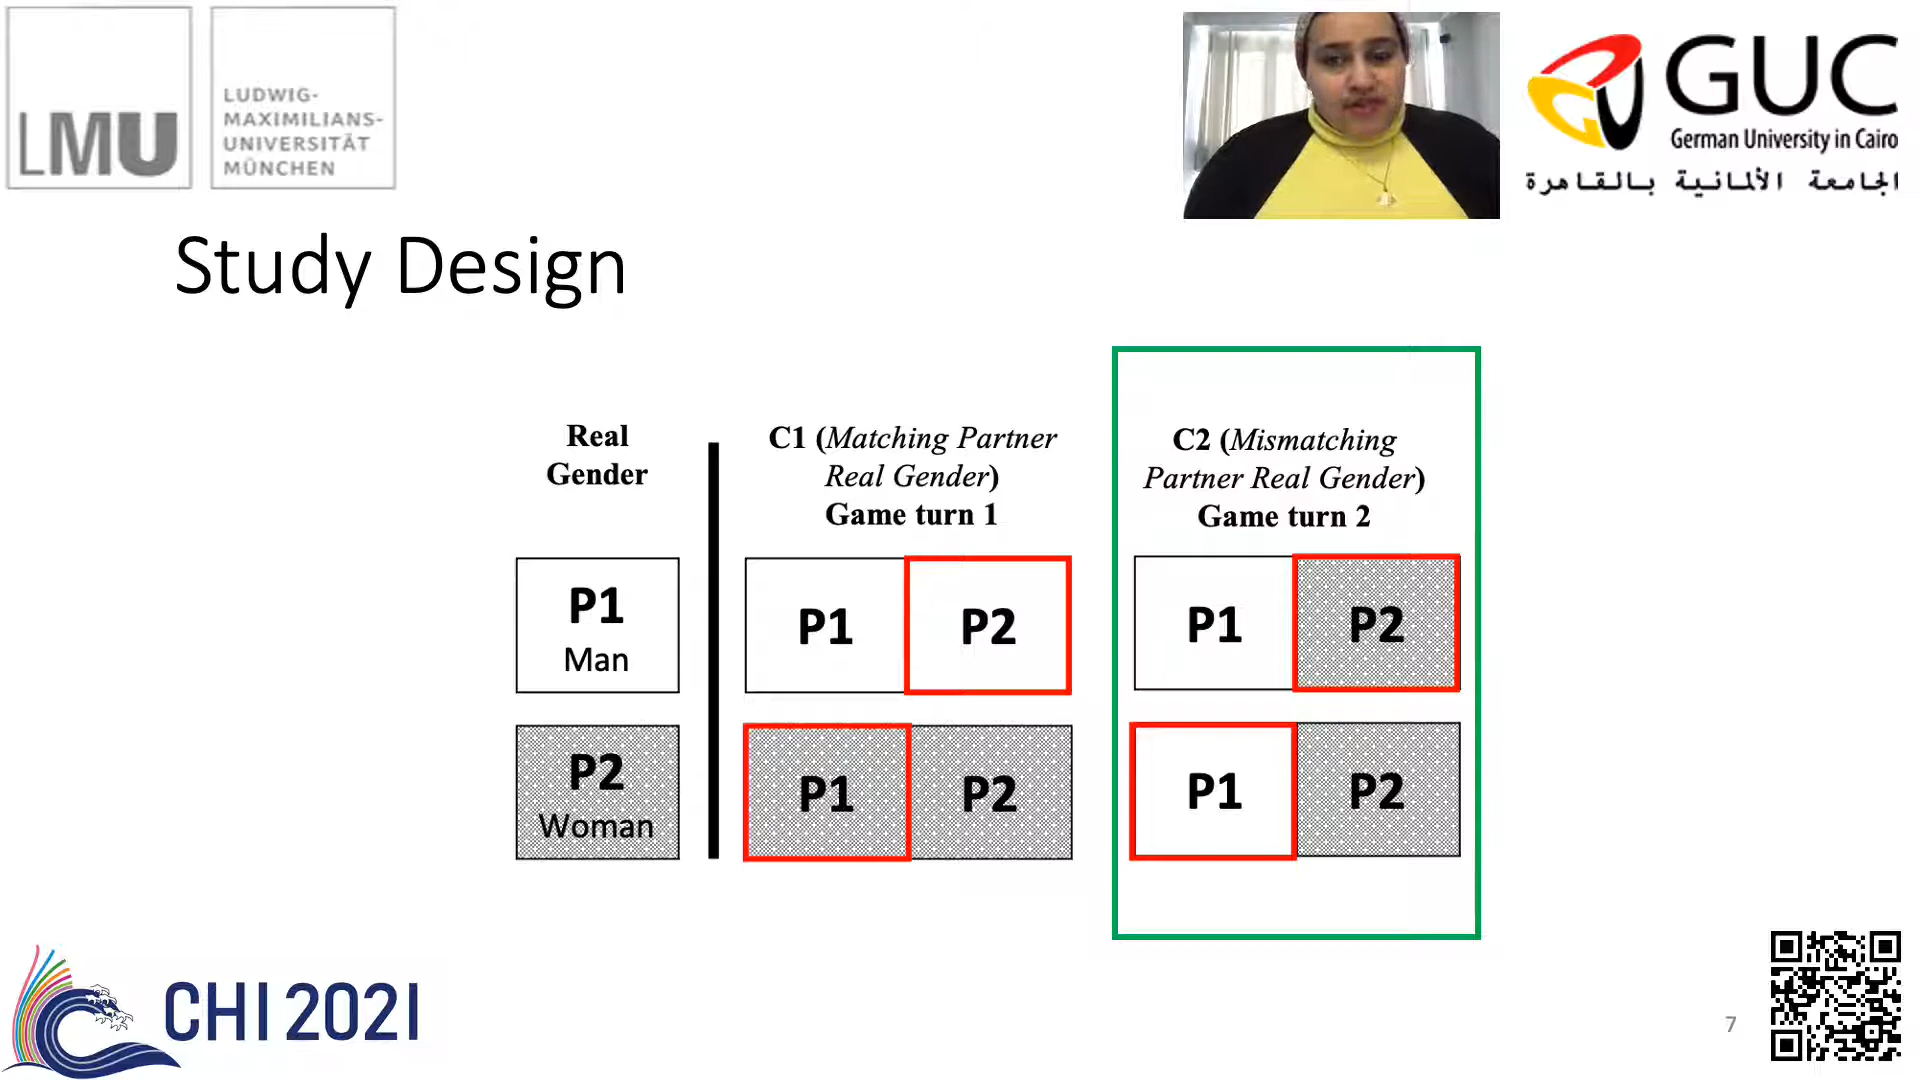 LMU
LUDWIG-
MAXIMILIANS-
UNIVERSITÄT
MÜNCHEN
GUC
German University in Cairo
الجامعة الألمانية بالقاهرة
Study Design
Real
Gender
C1 (Matching Partner
Real Gender)
Game turn 1
C2 (Mismatching
Partner Real Gender)
Game turn 2
P1
Man
P1
P2
P1
P2
P2
Woman
P1
P2
P1
P2
CHI 2021
7